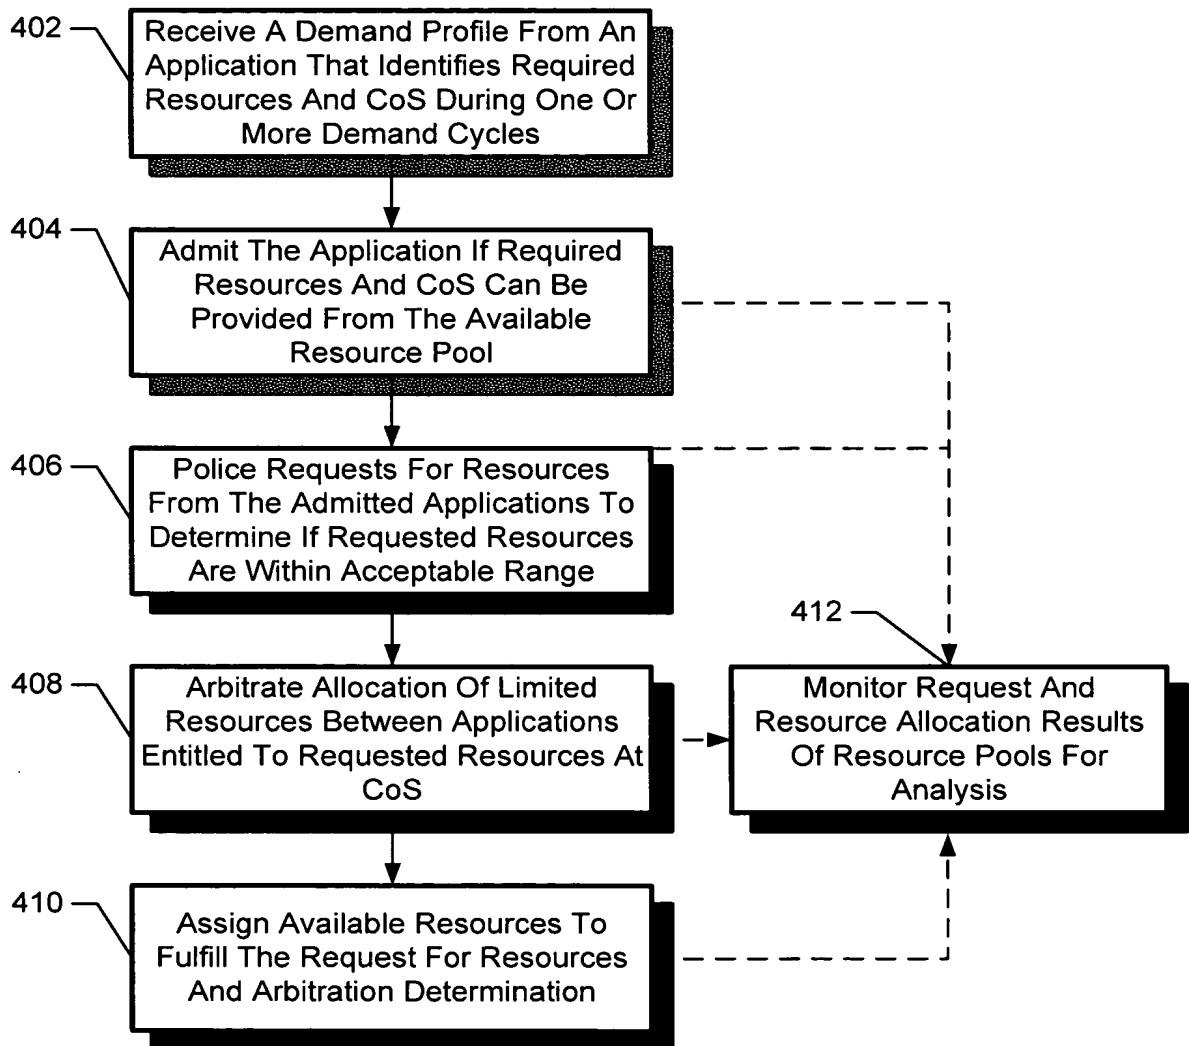 402
Receive A Demand Profile From An
Application That Identifies Required
Resources And CoS During One Or
More Demand Cycles
404
Admit The Application If Required
Resources And CoS Can Be
Provided From The Available
Resource Pool
406
Police Requests For Resources
From The Admitted Applications To
Determine If Requested Resources
Are Within Acceptable Range
408
Arbitrate Allocation Of Limited
Resources Between Applications
Entitled To Requested Resources At
CoS
412
Monitor Request And
Resource Allocation Results
Of Resource Pools For
Analysis
410
Assign Available Resources To
Fulfill The Request For Resources
And Arbitration Determination